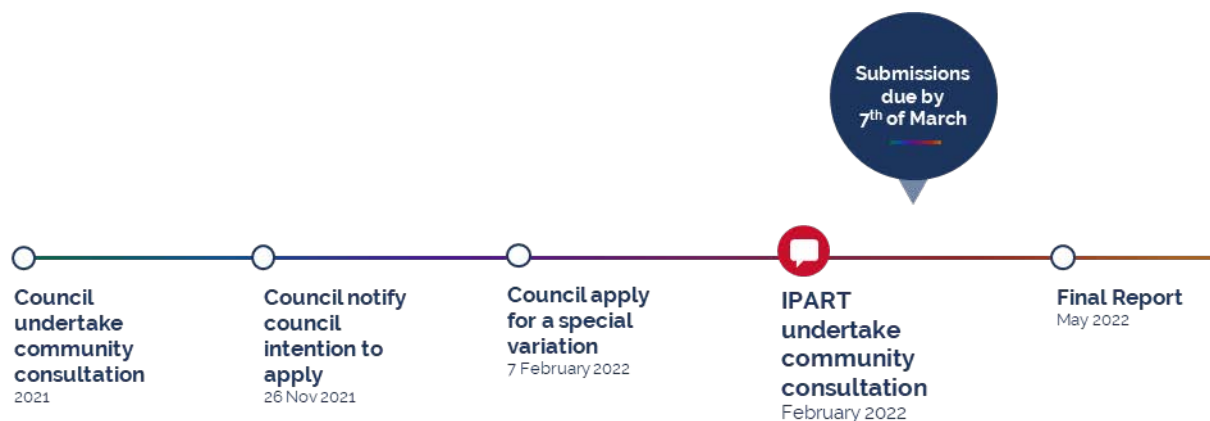 Submissions
due by
7th of March
Council
undertake
community
consultation
2021
Council notify
council
intention to
apply
26 Nov 2021
Council apply
for a special
variation
7 February 2022
IPART
undertake
community
consultation
February 2022
Final Report
May 2022